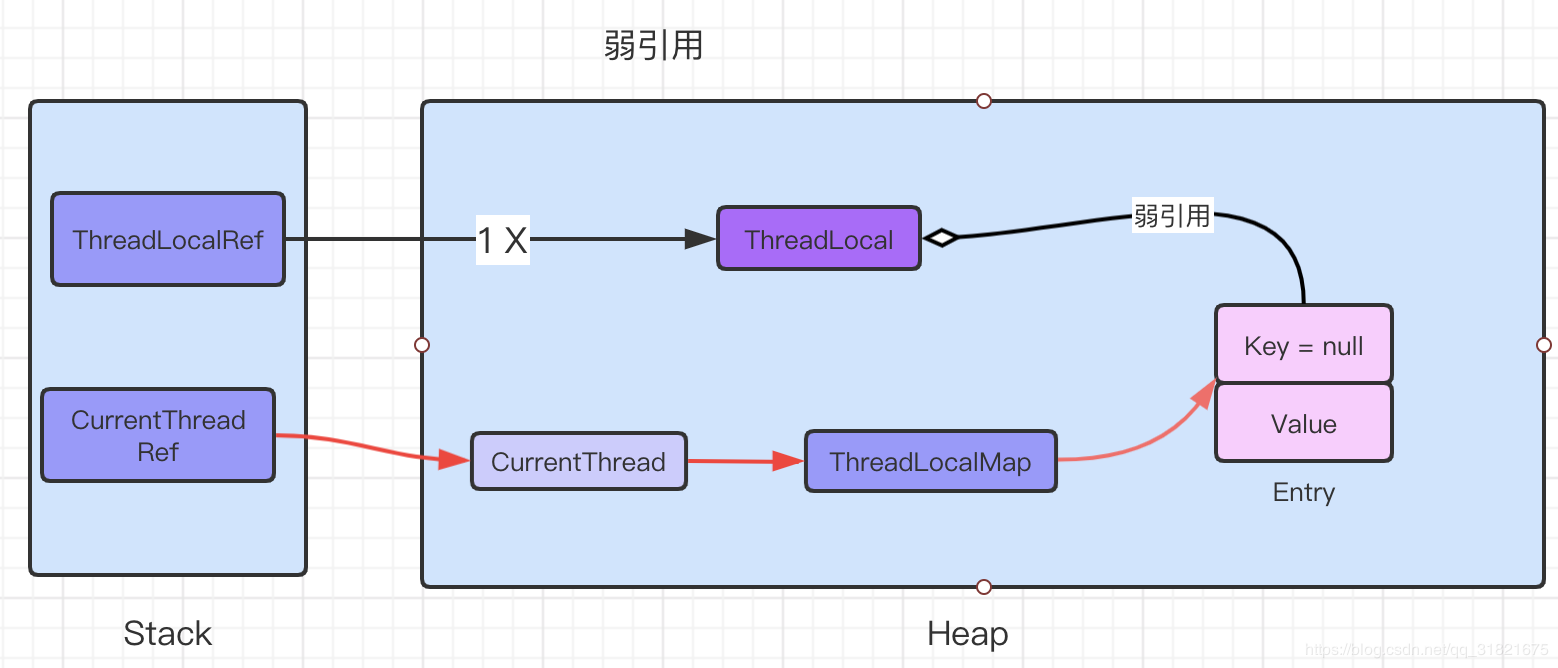 弱引用
ThreadLocalRef
1 X
ThreadLocal
弱引用
Key = null
CurrentThread
Ref
CurrentThread
ThreadLocalMap
Value
Entry
Stack
Heap
https://blog.csdn.net/qq_31821675